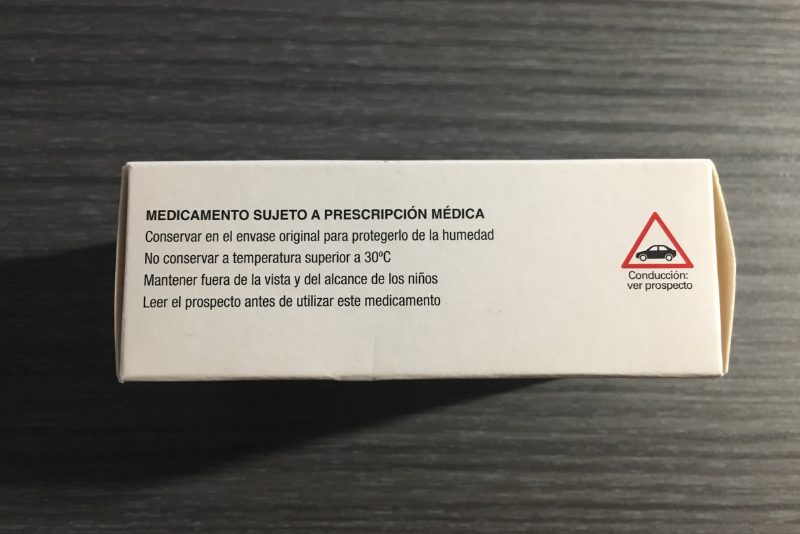 MEDICAMENTO SUJETO A PRESCRIPCIÓN MÉDICA
Conservar en el envase original para protegerlo de la humedad
No conservar a temperatura superior a 30ºC
Mantener fuera de la vista y del alcance de los niños
Leer el prospecto antes de utilizar este medicamento
Conducción:
ver prospecto